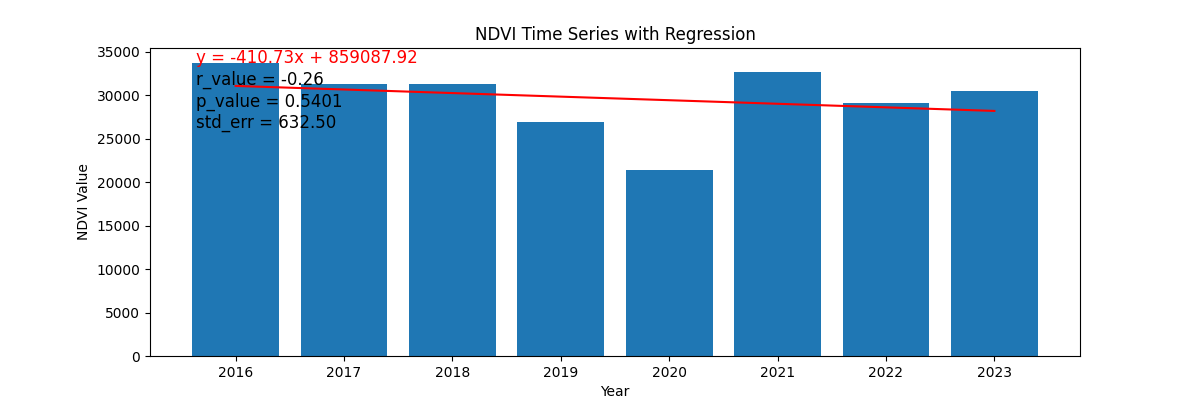 NDVI Time Series with Regression
y = -410.73x + 859087.92
r_value = -0.26
p_value = 0.5401
std_err = 632.50
NDVI Value
35000
30000
25000
20000
15000
10000
5000
0
2016 2017 2018 2019 2020 2021 2022 2023
Year